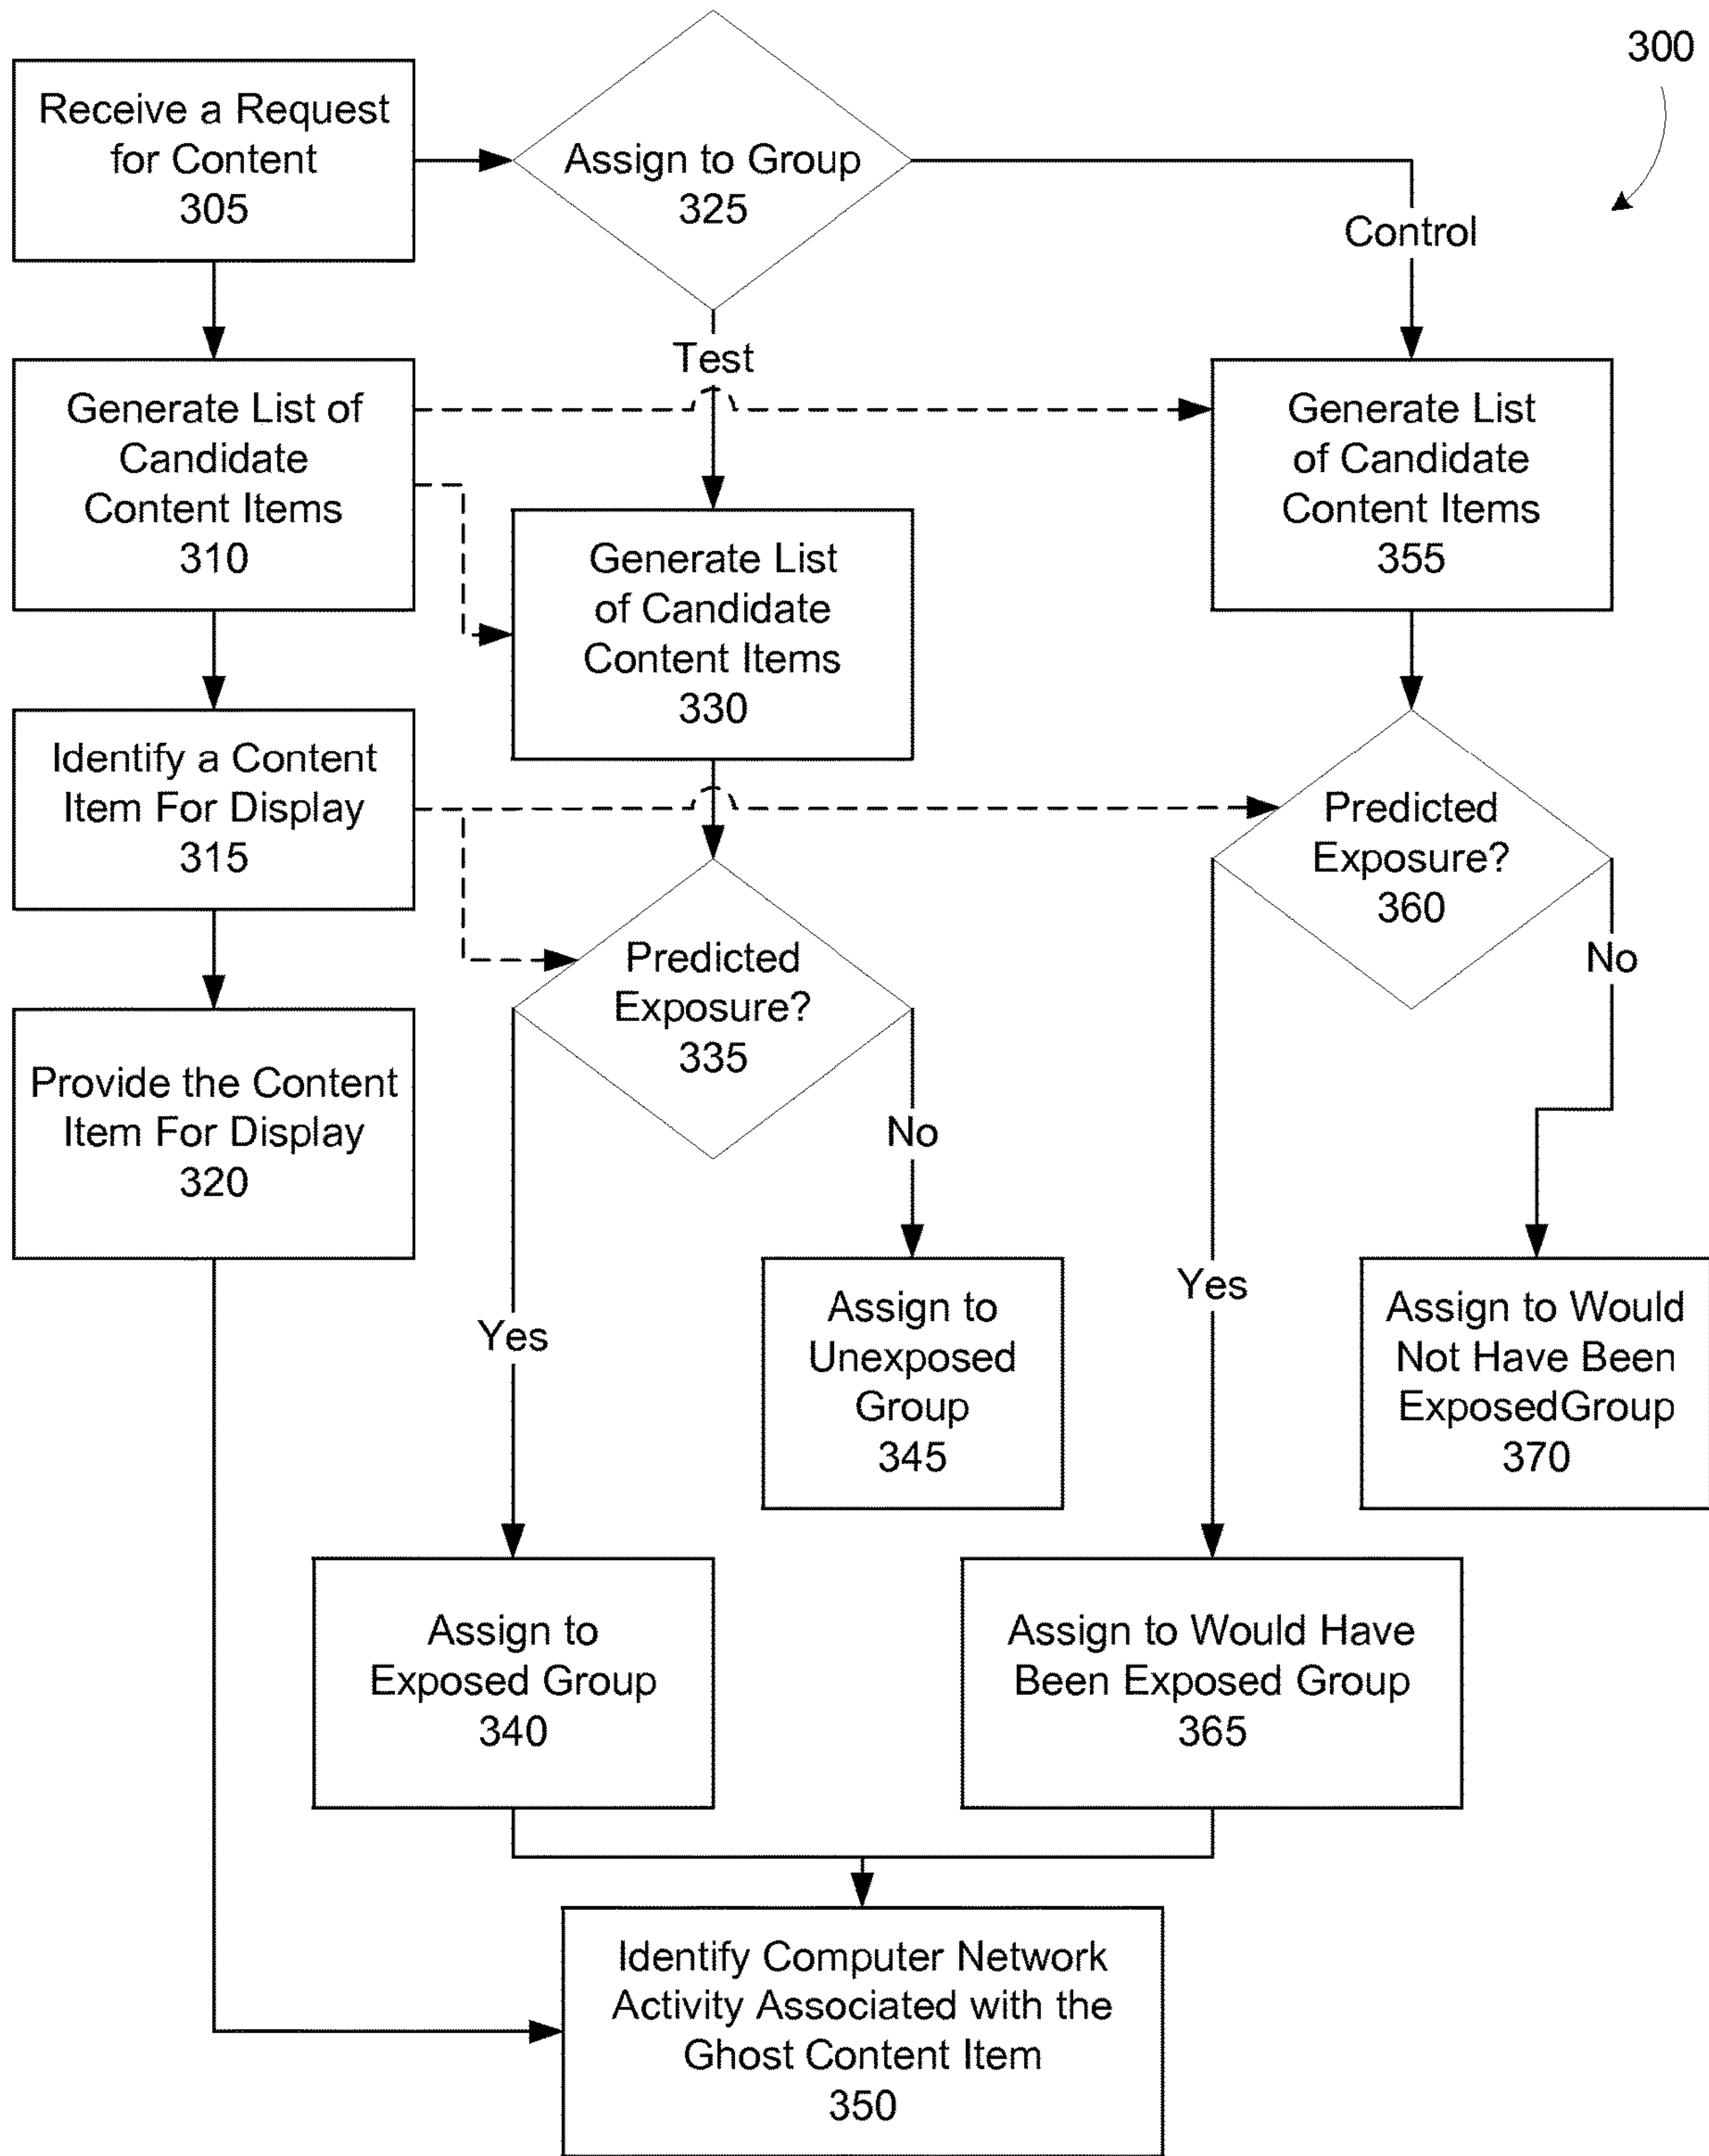 300
Receive a Request
for Content
305
Assign to Group
325
Control
Test
Generate List of
Candidate
Content Items
310
Generate List
of Candidate
Content Items
355
Generate List
of Candidate
Content Items
330
Identify a Content
Item For Display
315
Predicted
Exposure?
360
No
Predicted
Exposure?
335
No
Provide the Content
Item For Display
320
Yes
Yes
Assign to
Unexposed
Group
345
Assign to Would
Not Have Been
ExposedGroup
370
Assign to
Exposed Group
340
Assign to Would Have
Been Exposed Group
365
Identify Computer Network
Activity Associated with the
Ghost Content Item
350